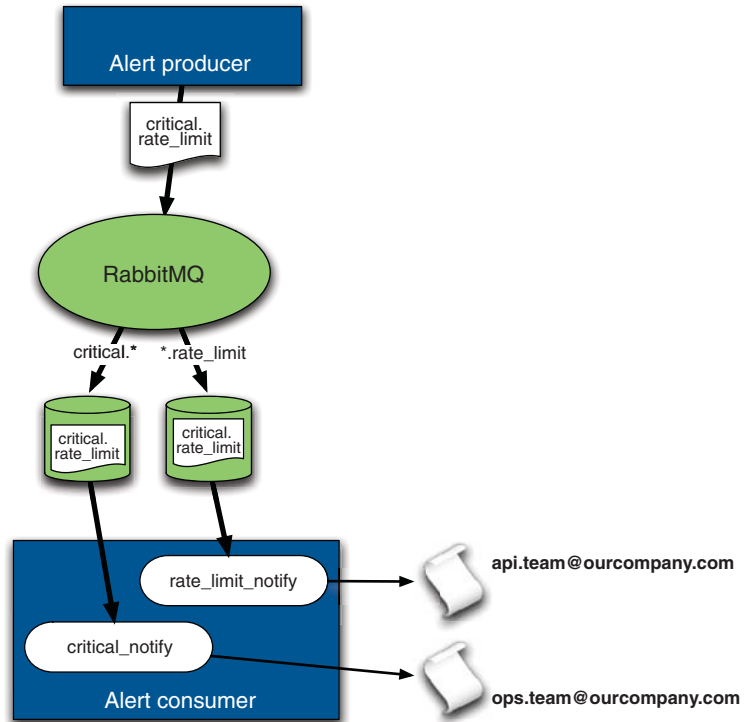 Alert producer
critical.
rate_limit
RabbitMQ
critical.*
*.rate_limit
critical.
rate_limit
critical.
rate_limit
rate_limit_notify
api.team@ourcompany.com
critical_notify
ops.team@ourcompany.com
Alert consumer